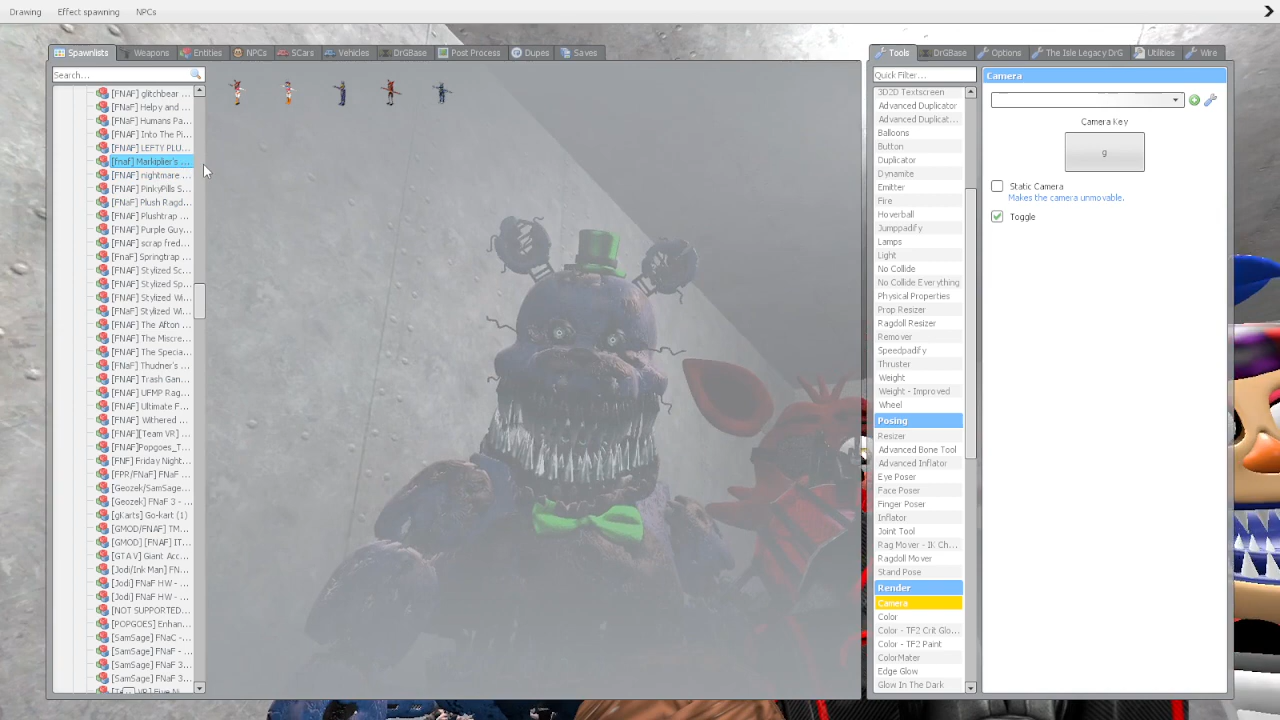 Drawing Effect spawning NPCs
Spawnlists Weapons Entities NPCs SCars Vehicles DrGBase Post Process Dupes Saves
Search...
[FNAF] glitchbear ...
[FNaF] Helpy and ...
[FNaF] Humans Pa...
[FNAF] Into The Pi...
[FNAF] LEFTY PLU...
[fnaf] Markiplier's ...
[FNAF] nightmare ...
[FNAF] PinkyPills S...
[FNAF] Plush Ragd...
[FNAF] Plushtrap ...
[FNAF] Purple Guy...
[FNAF] scrap fred...
[FnaF] Springtrap ...
[FNAF] Stylized Sc...
[FNAF] Stylized Sp...
[FNAF] Stylized Wi...
[FNaF] Stylized Wi...
[FNAF] The Afton ...
[FNAF] The Miscre...
[FNAF] The Specia...
[FNaF] Thudner's ...
[FNAF] Trash Gan...
[FNAF] UFMP Rag...
[FNAF] Ultimate F...
[FNAF] Withered ...
[FNAF][Team VR] ...
[FNAF]Popgoes_T...
[FNF] Friday Night...
[FPR/FNaF] FNaF ...
[Geozek/SamSage...
[Geozek] FNaF 3 - ...
[gKarts] Go-kart (1)
[GMOD/FNAF] TM...
[GMOD] [FNAF] IT...
[GTA V] Giant Acc...
[Jodi/Ink Man] FN...
[Jodi] FNaF HW - ...
[Jodi] FNaF HW - ...
[NOT SUPPORTED...
[POPGOES] Enhan...
[SamSage] FNaC - ...
[SamSage] FNaF - ...
[SamSage] FNaF 3...
[SamSage] FNaF 3...
Tools DrGBase Options The Isle Legacy DrG Utilities Wire
Quick Filter...
3D2D Textscreen
Advanced Duplicator
Advanced Duplicat...
Balloons
Button
Duplicator
Dynamite
Emitter
Fire
Hoverball
Jumppadify
Lamps
Light
No Collide
No Collide Everything
Physical Properties
Prop Resizer
Ragdoll Resizer
Remover
Speedpadify
Thruster
Weight
Weight - Improved
Wheel
Posing
Resizer
Advanced Bone Tool
Advanced Inflator
Eye Poser
Face Poser
Finger Poser
Inflator
Joint Tool
Rag Mover - IK Ch...
Ragdoll Mover
Stand Pose
Render
Camera
Color
Color - TF2 Crit Glo...
Color - TF2 Paint
ColorMater
Edge Glow
Glow In The Dark
Camera
Camera Key
g
Static Camera
Makes the camera unmovable.
Toggle